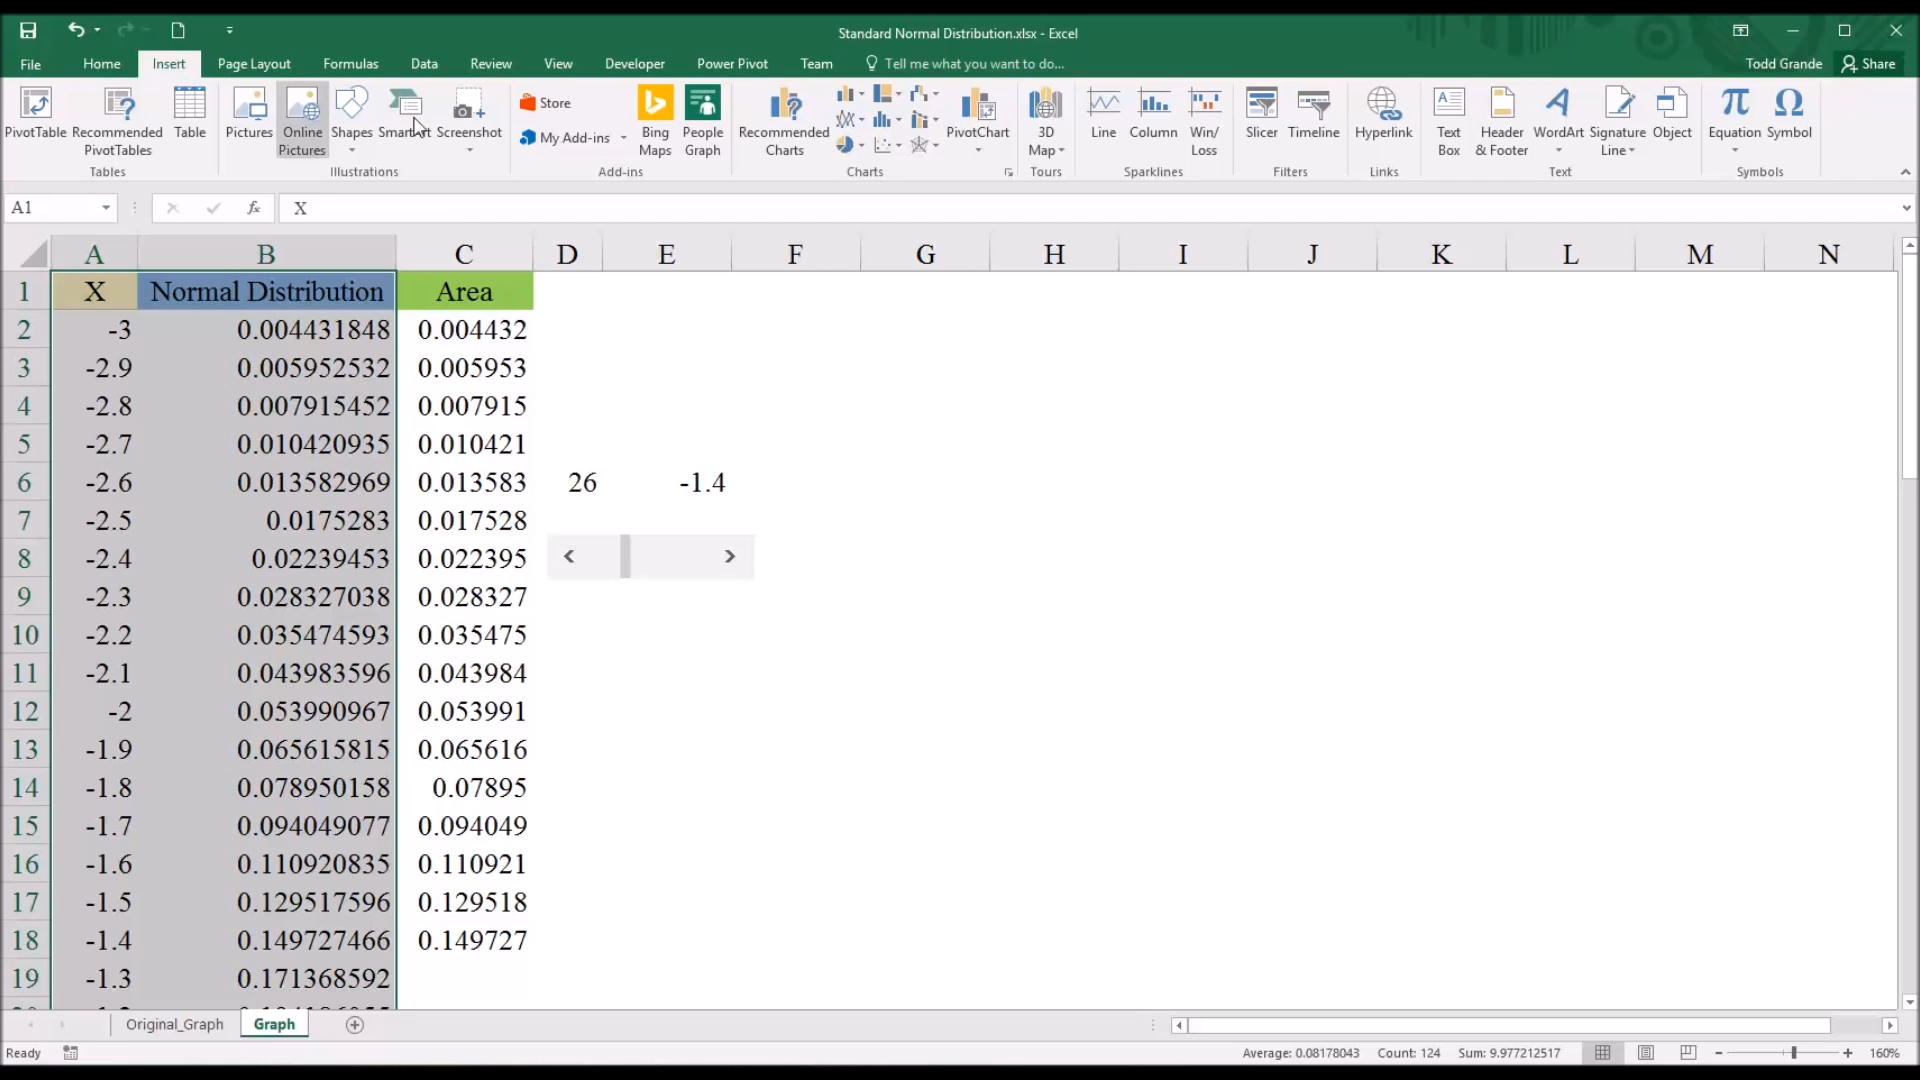 Standard Normal Distribution.xlsx - Excel
File Home Insert Page Layout Formulas Data Review View Developer Power Pivot Team Tell me what you want to do... Todd Grande Share
PivotTable
Recommended
PivotTables
Table
Tables
Pictures
Online
Pictures
Shapes
SmartArt
Screenshot
Illustrations
Store
My Add-ins
Bing
Maps
People
Graph
Add-ins
Recommended
Charts
PivotChart
Charts
3D
Map
Tours
Line
Column
Win/
Loss
Sparklines
Slicer
Timeline
Filters
Hyperlink
Links
Text
Box
Header
& Footer
WordArt
Signature
Line
Object
Text
Equation
Symbol
Symbols
A1 fx X
A B C D E F G H I J K L M N
1 X Normal Distribution Area
2 -3 0.004431848 0.004432
3 -2.9 0.005952532 0.005953
4 -2.8 0.007915452 0.007915
5 -2.7 0.010420935 0.010421
6 -2.6 0.013582969 0.013583 26 -1.4
7 -2.5 0.0175283 0.017528
8 -2.4 0.02239453 0.022395
9 -2.3 0.028327038 0.028327
10 -2.2 0.035474593 0.035475
11 -2.1 0.043983596 0.043984
12 -2 0.053990967 0.053991
13 -1.9 0.065615815 0.065616
14 -1.8 0.078950158 0.07895
15 -1.7 0.094049077 0.094049
16 -1.6 0.110920835 0.110921
17 -1.5 0.129517596 0.129518
18 -1.4 0.149727466 0.149727
19 -1.3 0.171368592
Original_Graph Graph
Ready Average: 0.08178043 Count: 124 Sum: 9.977212517 160%